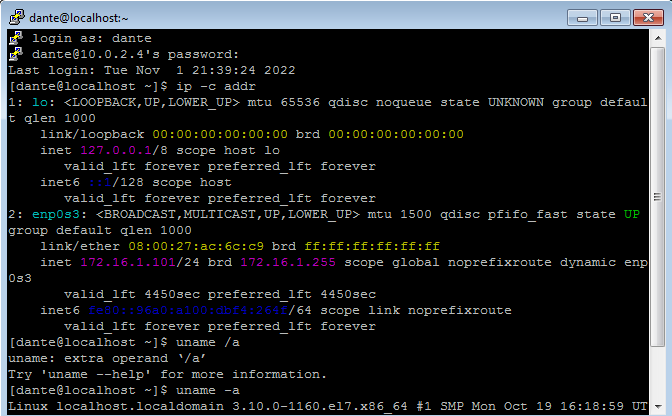 dante@localhost:~
login as: dante
dante@10.0.2.4's password:
Last login: Tue Nov  1 21:39:24 2022
[dante@localhost ~]$ ip -c addr
1: lo: <LOOPBACK,UP,LOWER_UP> mtu 65536 qdisc noqueue state UNKNOWN group defaul
t qlen 1000
    link/loopback 00:00:00:00:00:00 brd 00:00:00:00:00:00
    inet 127.0.0.1/8 scope host lo
       valid_lft forever preferred_lft forever
    inet6 ::1/128 scope host
       valid_lft forever preferred_lft forever
2: enp0s3: <BROADCAST,MULTICAST,UP,LOWER_UP> mtu 1500 qdisc pfifo_fast state UP
group default qlen 1000
    link/ether 08:00:27:ac:6c:c9 brd ff:ff:ff:ff:ff:ff
    inet 172.16.1.101/24 brd 172.16.1.255 scope global noprefixroute dynamic enp
0s3
       valid_lft 4450sec preferred_lft 4450sec
    inet6 fe80::96a0:a100:dbf4:264f/64 scope link noprefixroute
       valid_lft forever preferred_lft forever
[dante@localhost ~]$ uname /a
uname: extra operand ‘/a’
Try 'uname --help' for more information.
[dante@localhost ~]$ uname -a
Linux localhost.localdomain 3.10.0-1160.el7.x86_64 #1 SMP Mon Oct 19 16:18:59 UT